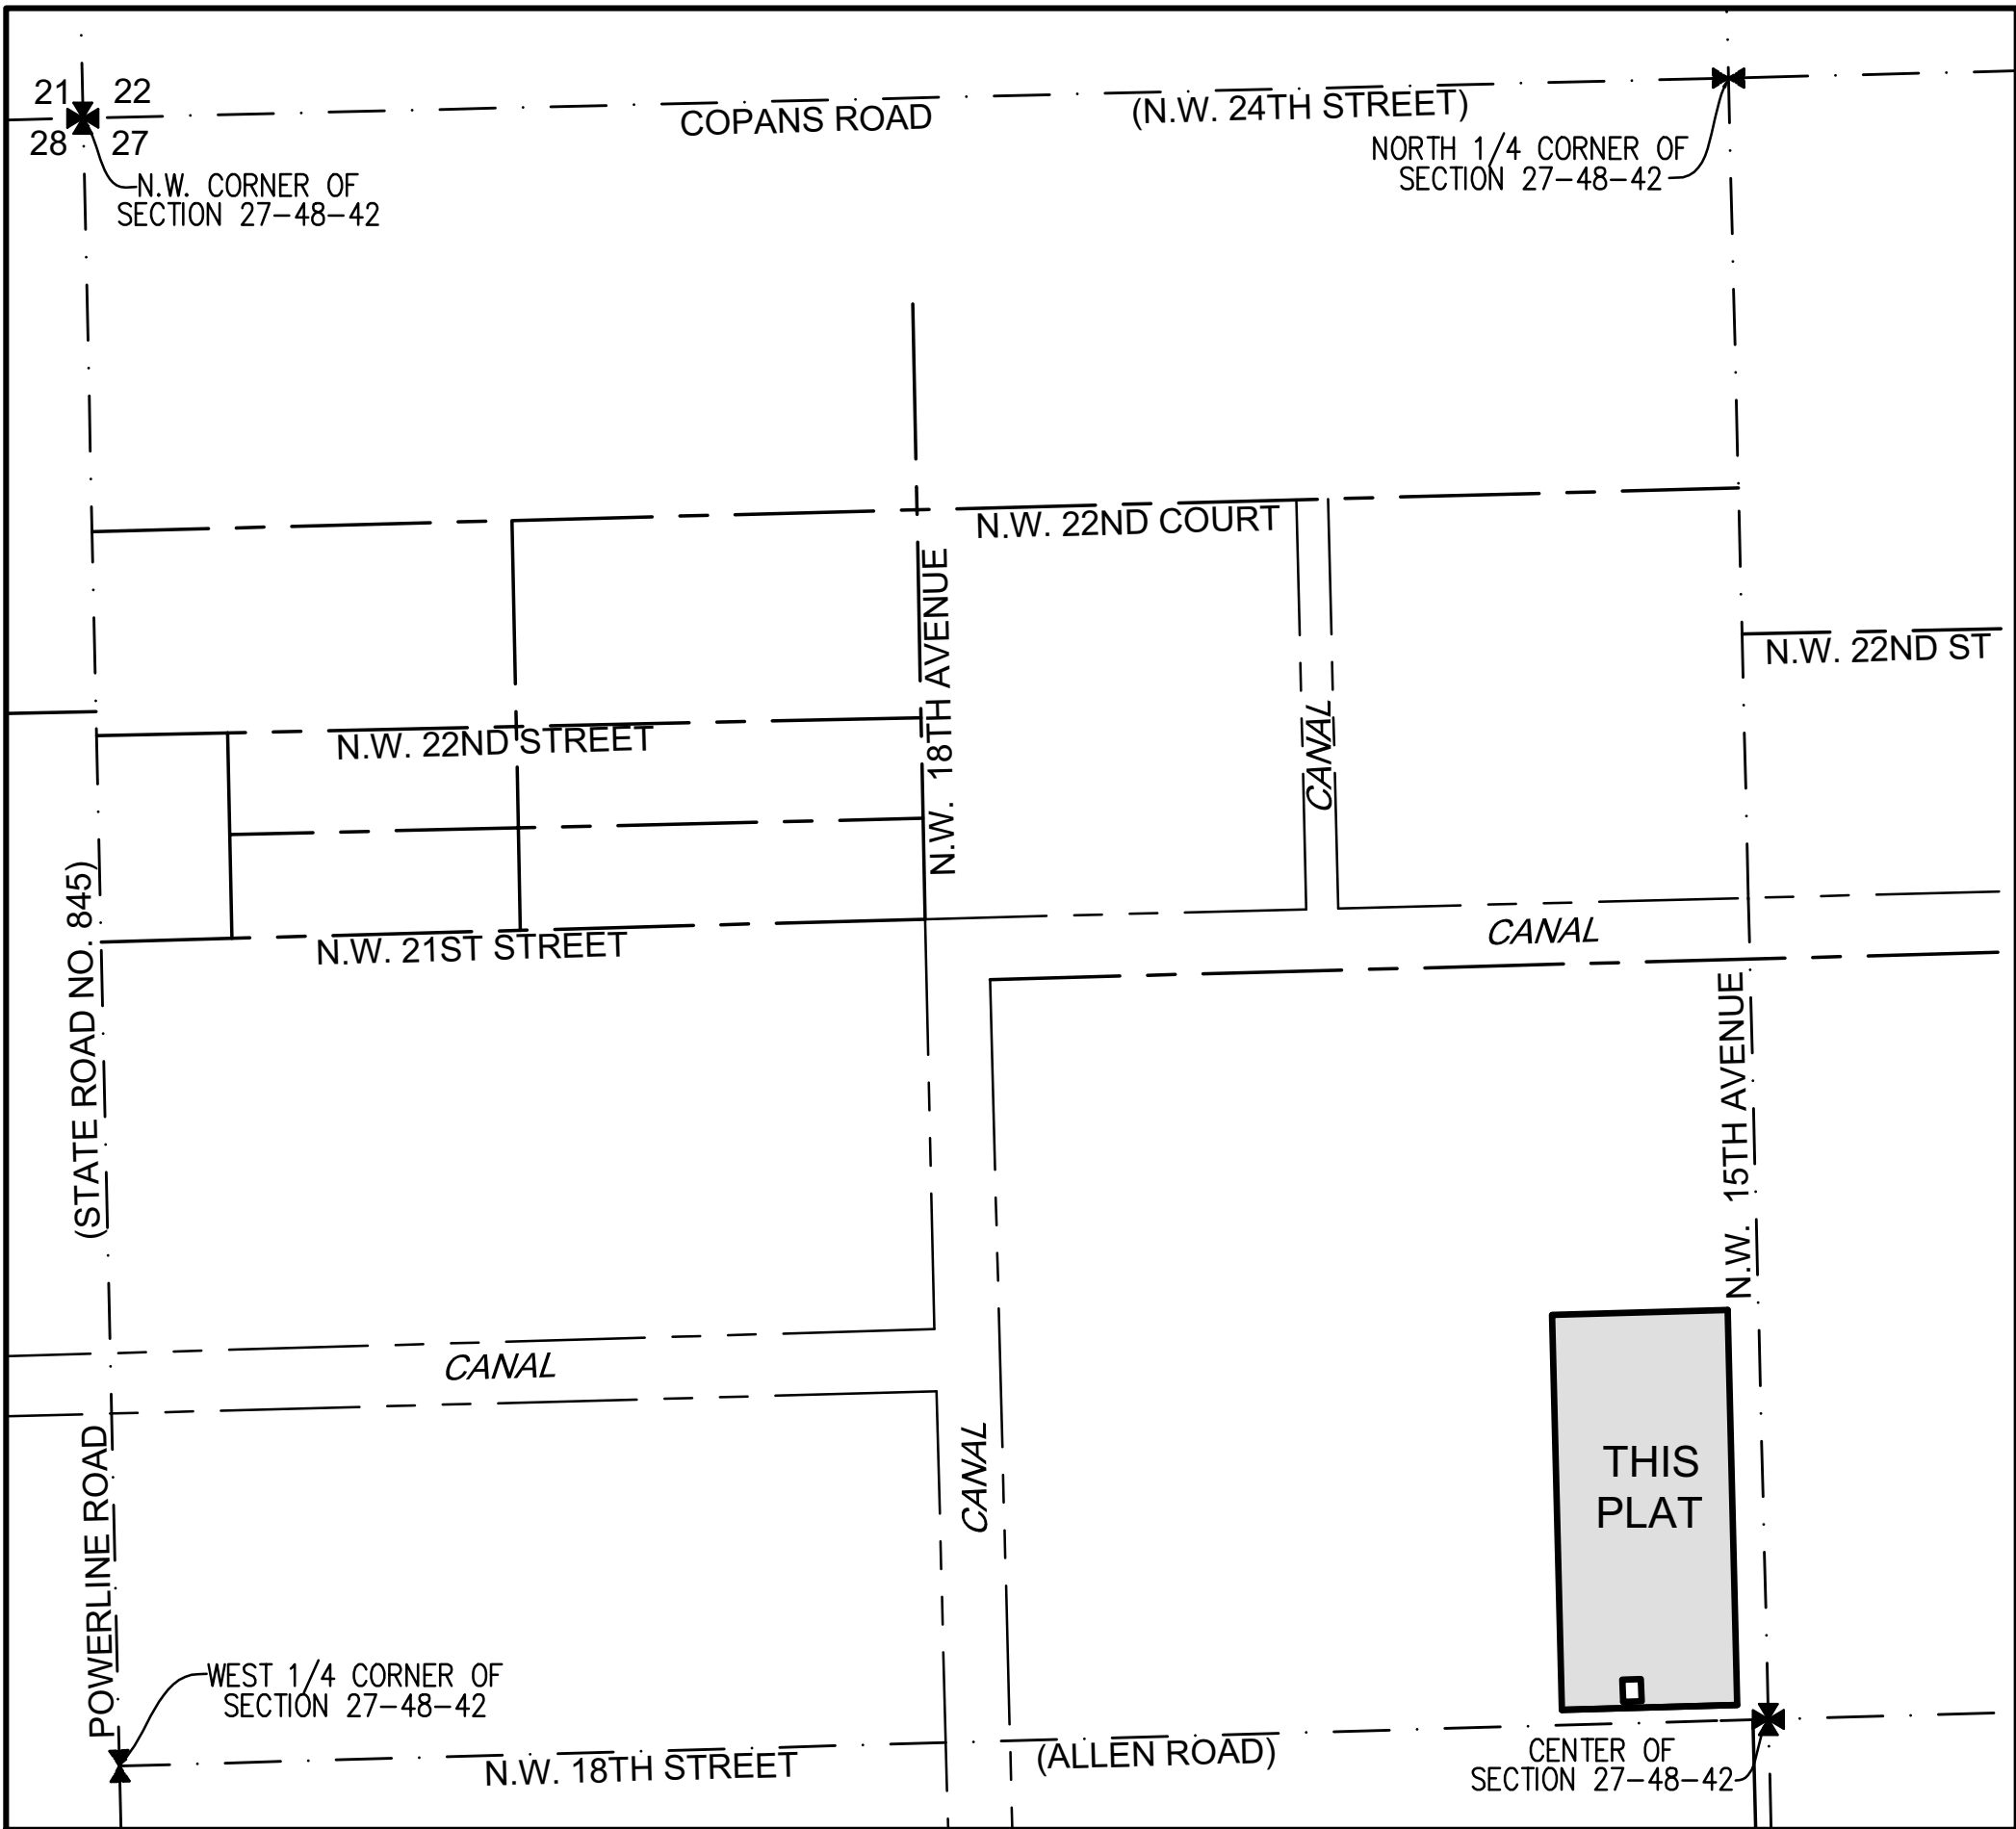 21 22
28 27
COPANS ROAD
(N.W. 24TH STREET)
N.W. CORNER OF
SECTION 27-48-42
NORTH 1/4 CORNER OF
SECTION 27-48-42
N.W. 22ND COURT
N.W. 18TH AVENUE
N.W. 22ND ST
N.W. 22ND STREET
CANAL
(STATE ROAD NO. 845)
N.W. 21ST STREET
CANAL
N.W. 15TH AVENUE
CANAL
POWERLINE ROAD
CANAL
THIS
PLAT
WEST 1/4 CORNER OF
SECTION 27-48-42
N.W. 18TH STREET
(ALLEN ROAD)
CENTER OF
SECTION 27-48-42